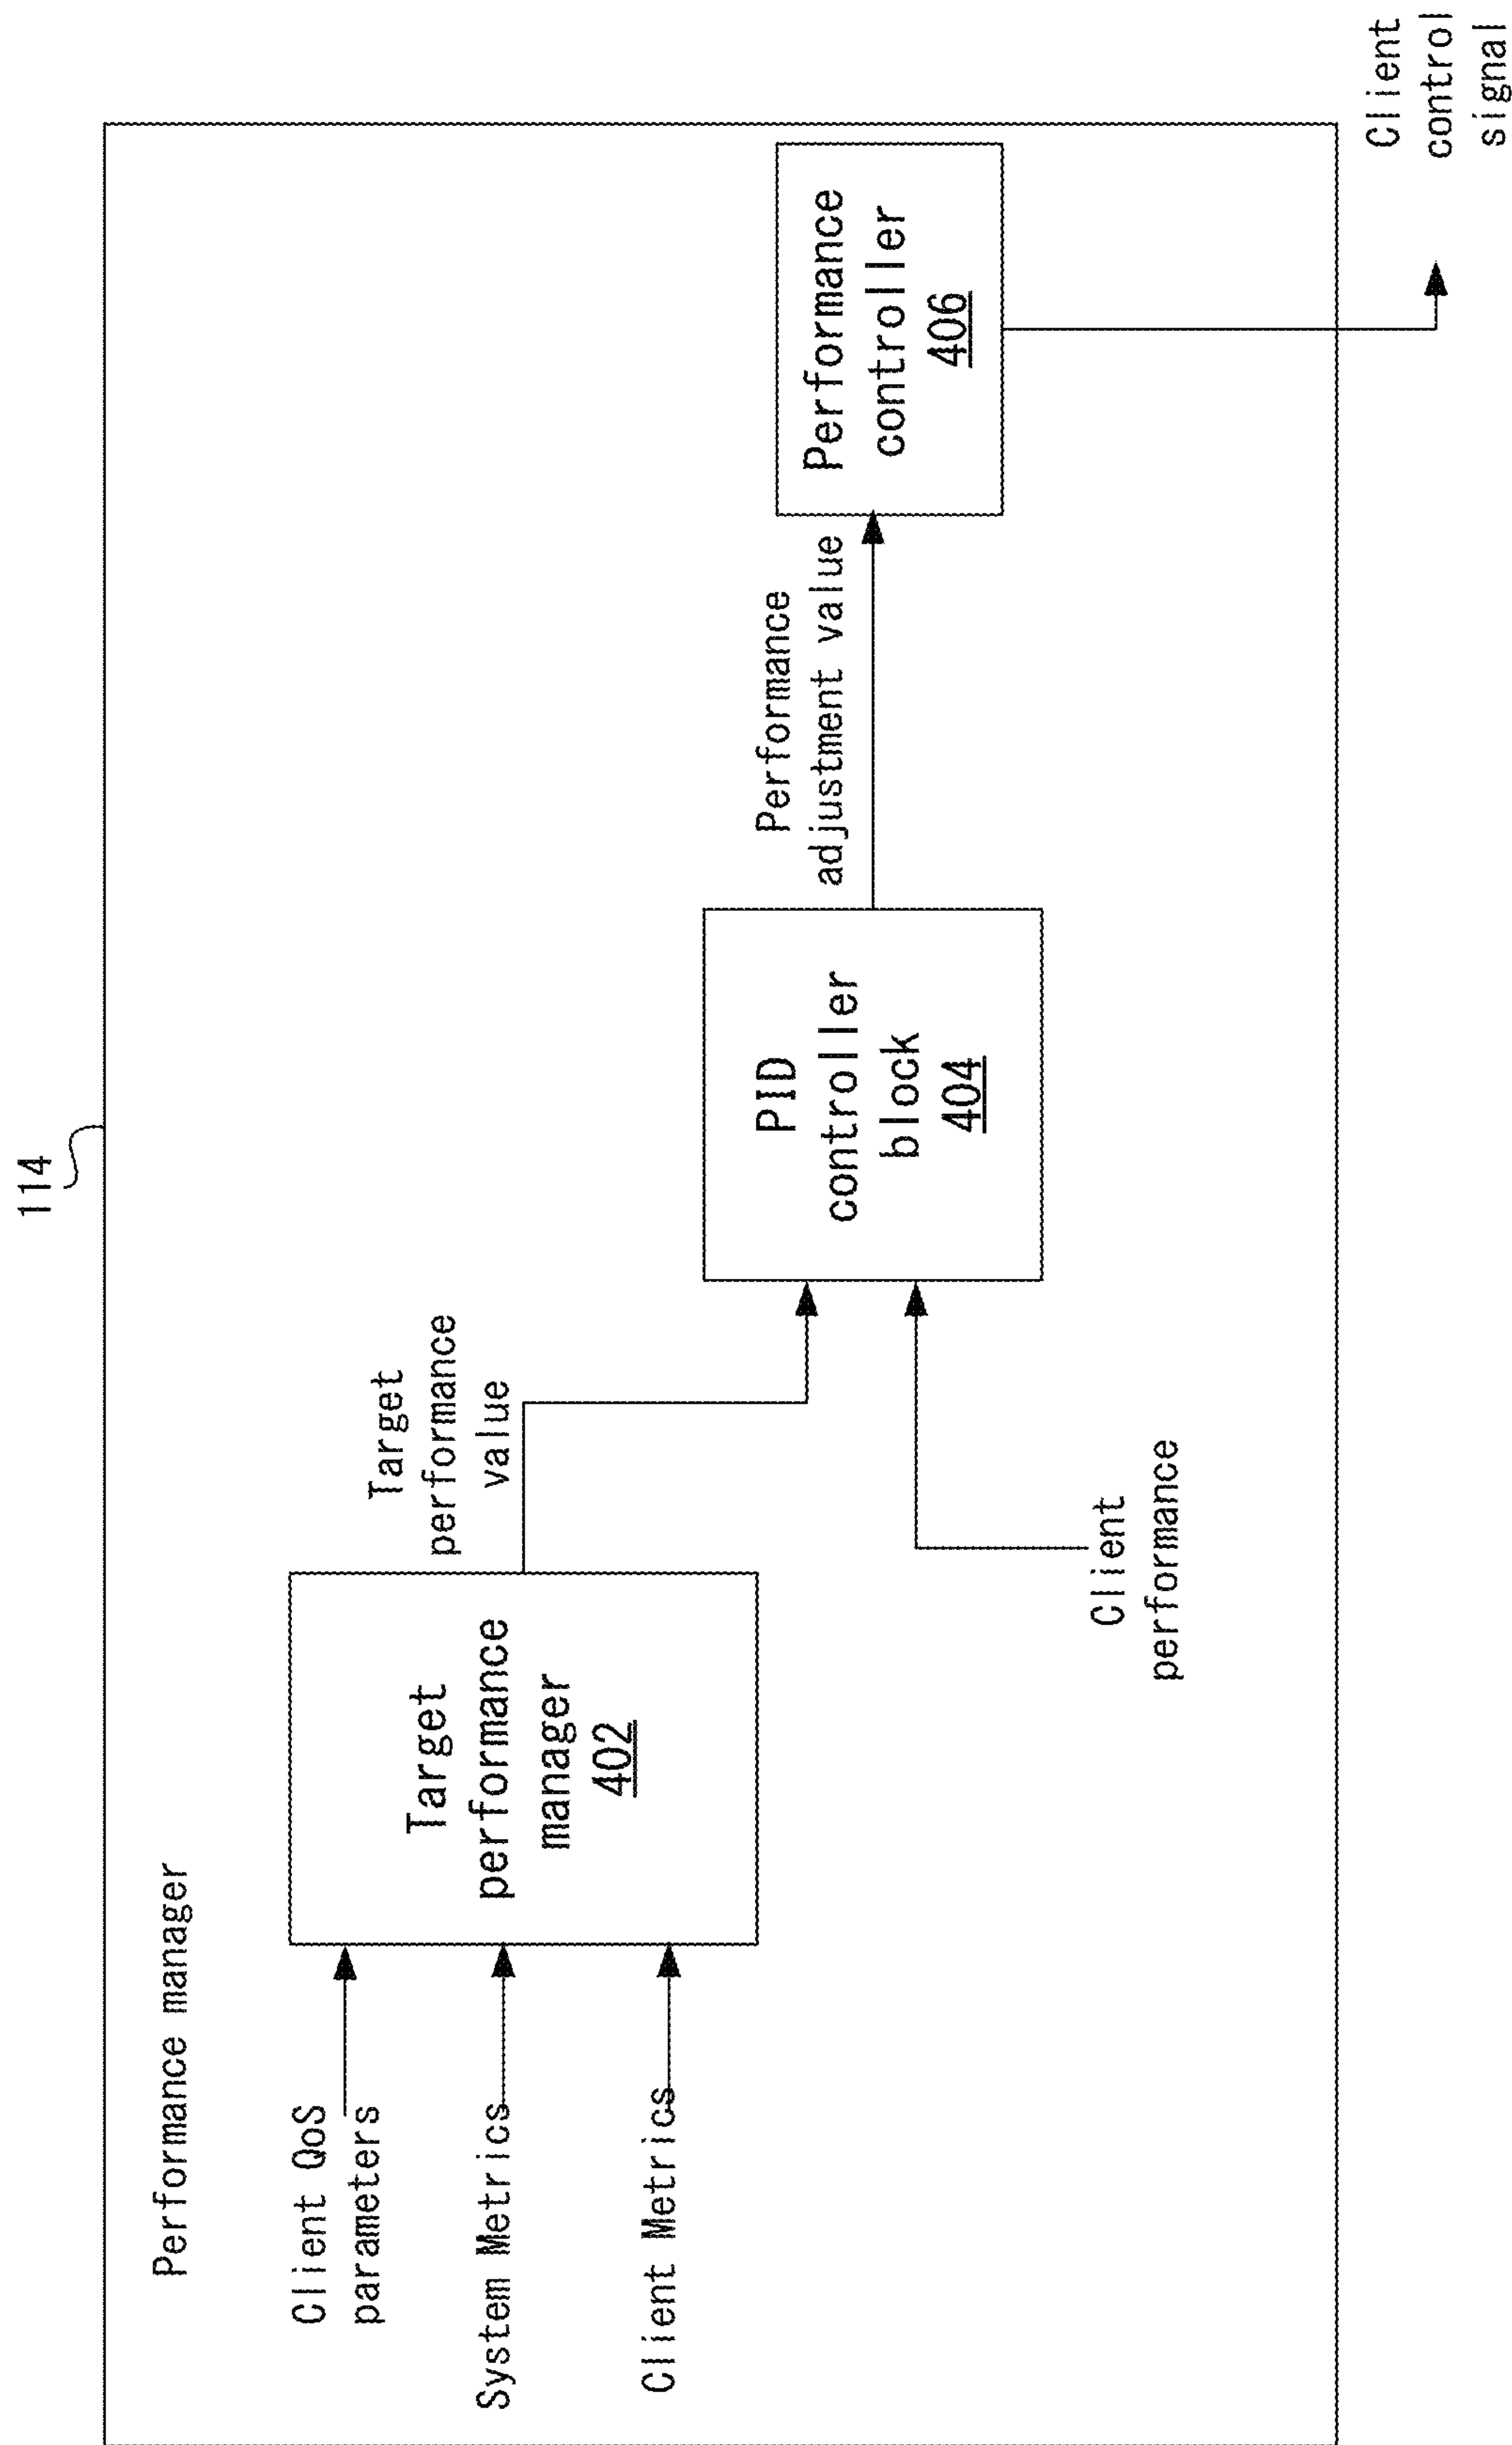 114
Performance manager
Client QoS
parameters
System Metrics
Client Metrics
Target
performance
manager
402
Target
performance
value
Client
performance
PID
controller
block
404
Performance
adjustment value
Performance
controller
406
Client
control
signal